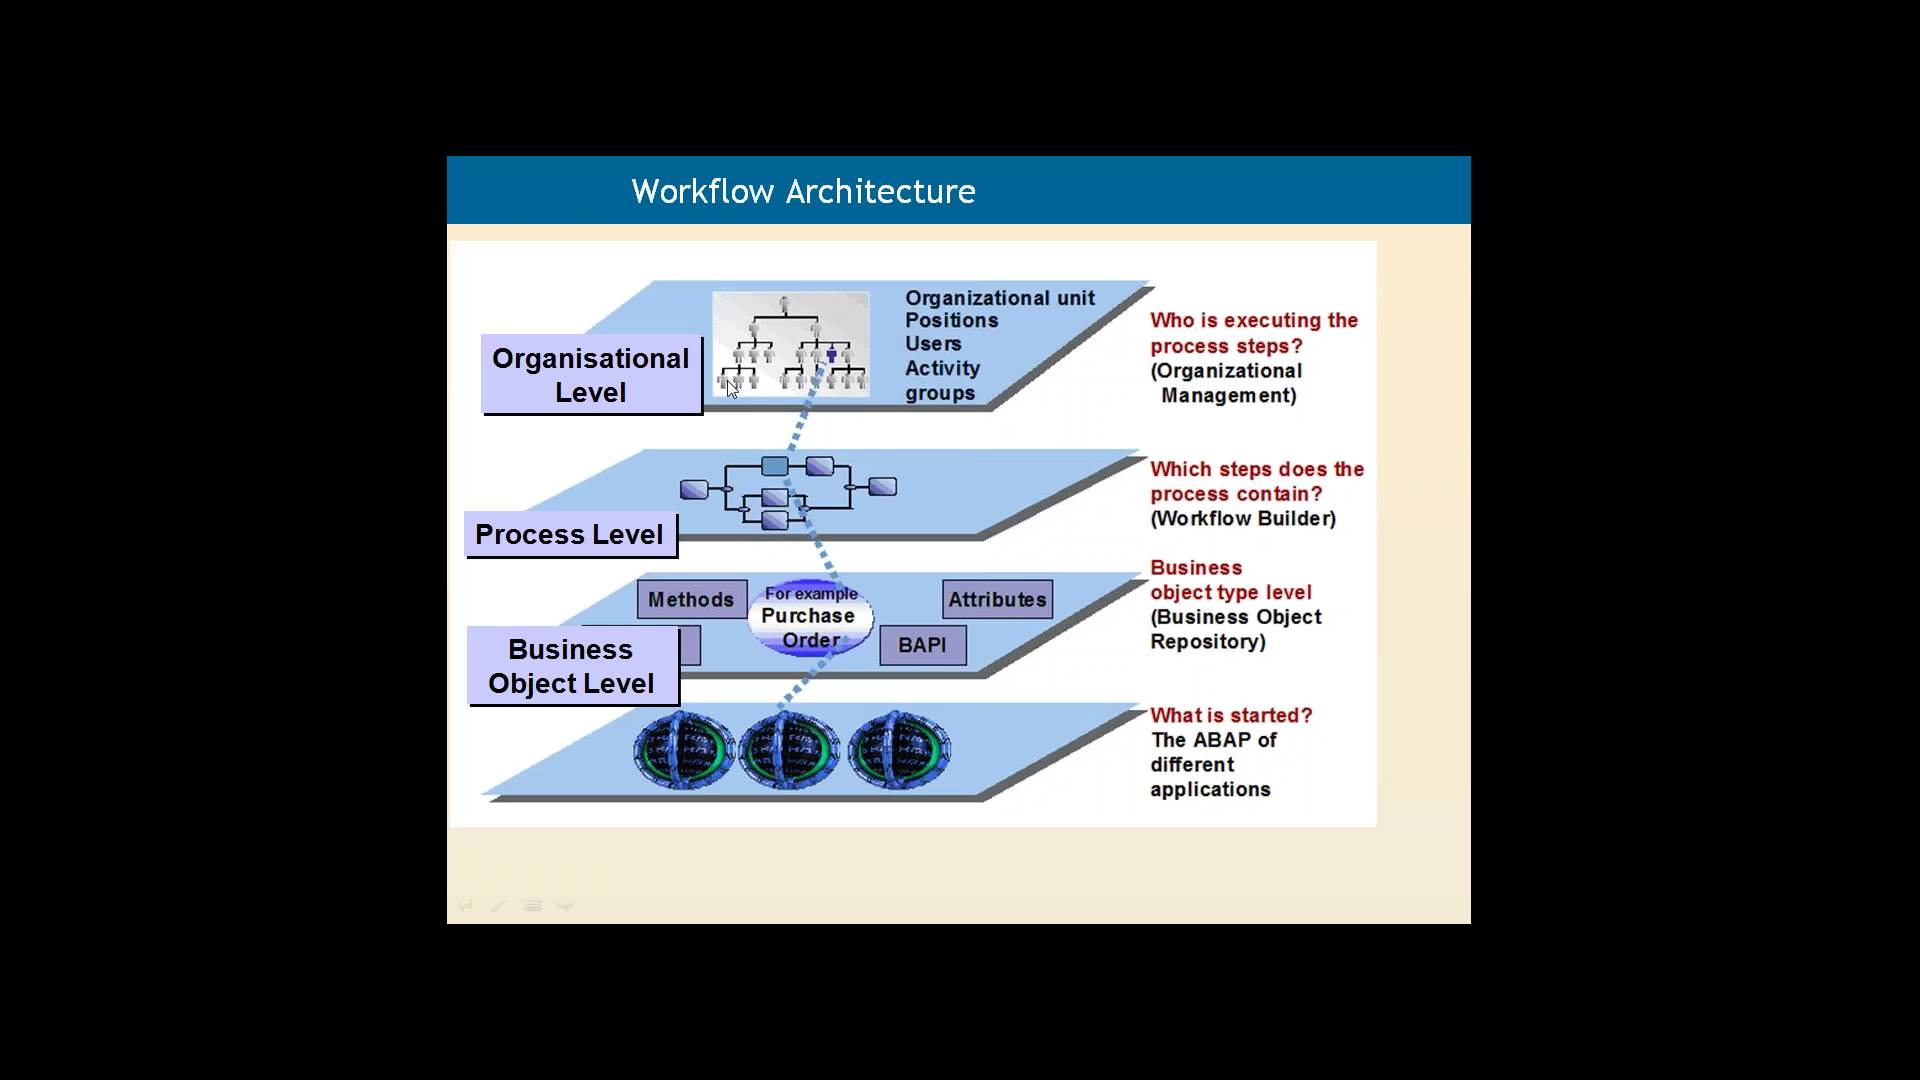 Workflow Architecture
Organisational
Level
Organizational unit
Positions
Users
Activity
groups
Who is executing the
process steps?
(Organizational
Management)
Process Level
Which steps does the
process contain?
(Workflow Builder)
Business
Object Level
Methods
For example
Purchase
Order
Attributes
BAPI
Business
object type level
(Business Object
Repository)
What is started?
The ABAP of
different
applications